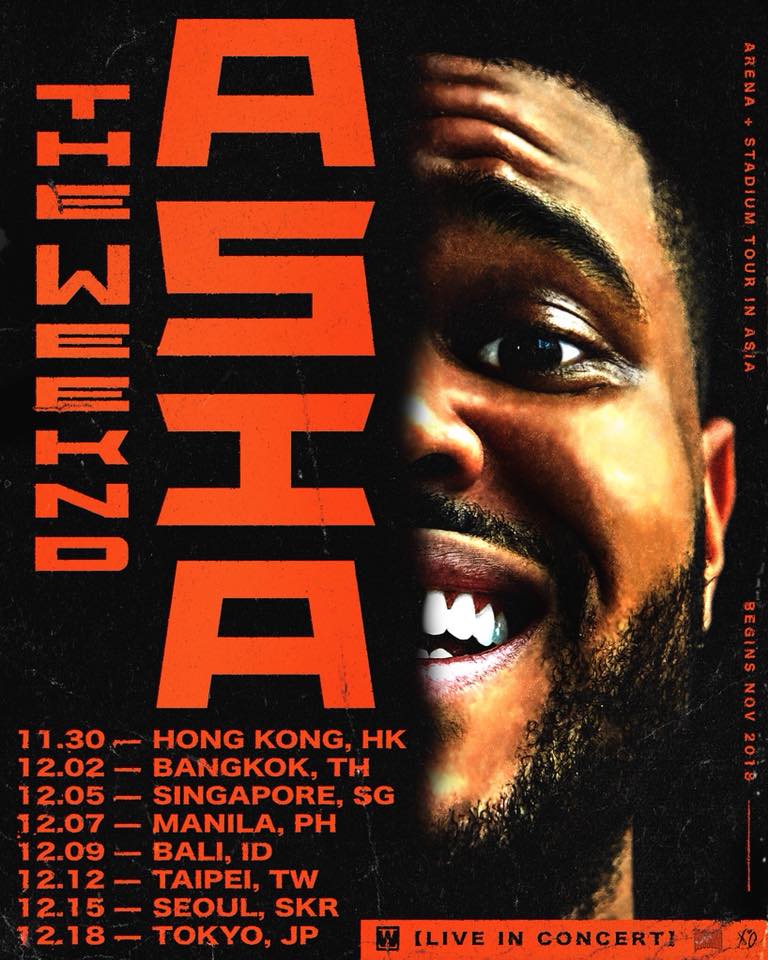 THE WEEKND
ASIA
ARENA + STADIUM TOUR IN ASIA
BEGINS NOV 2018
11.30 — HONG KONG, HK
12.02 — BANGKOK, TH
12.05 — SINGAPORE, SG
12.07 — MANILA, PH
12.09 — BALI, ID
12.12 — TAIPEI, TW
12.15 — SEOUL, SKR
12.18 — TOKYO, JP
W [LIVE IN CONCERT] XO